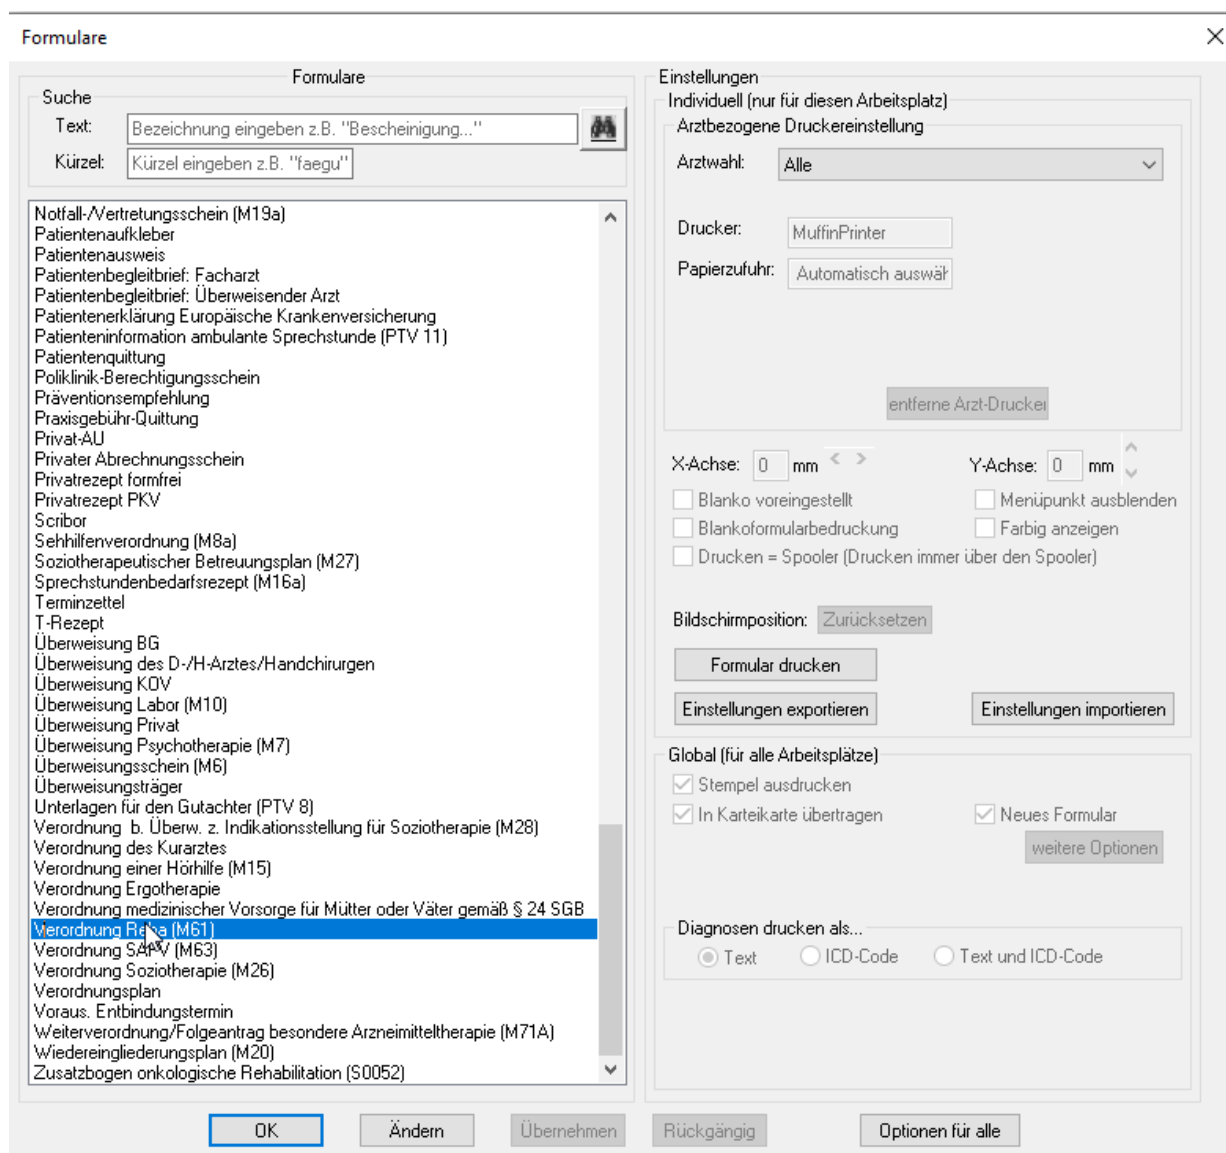 Formulare
Formulare
Suche
Text:
Bezeichnung eingeben z.B. "Bescheinigung..."
Kürzel:
Kürzel eingeben z.B. "faegu"
Notfall-/Vertretungsschein (M19a)
Patientenaufkleber
Patientenausweis
Patientenbegleitbrief: Facharzt
Patientenbegleitbrief: Überweisender Arzt
Patientenerklärung Europäische Krankenversicherung
Patienteninformation ambulante Sprechstunde (PTV 11)
Patientenquittung
Poliklinik-Berechtigungsschein
Präventionsempfehlung
Praxisgebühr-Quittung
Privat-AU
Privater Abrechnungsschein
Privatrezept formfrei
Privatrezept PKV
Scribor
Sehhilfenverordnung (M8a)
Soziotherapeutischer Betreuungsplan (M27)
Sprechstundenbedarfsrezept (M16a)
Terminzettel
T-Rezept
Überweisung BG
Überweisung des D-/H-Arztes/Handchirurgen
Überweisung KOV
Überweisung Labor (M10)
Überweisung Privat
Überweisung Psychotherapie (M7)
Überweisungsschein (M6)
Überweisungsträger
Unterlagen für den Gutachter (PTV 8)
Verordnung b. Überw. z. Indikationsstellung für Soziotherapie (M28)
Verordnung des Kurarztes
Verordnung einer Hörhilfe (M15)
Verordnung Ergotherapie
Verordnung medizinischer Vorsorge für Mütter oder Väter gemäß § 24 SGB
Verordnung Reha (M61)
Verordnung SAPV (M63)
Verordnung Soziotherapie (M26)
Verordnungsplan
Voraus. Entbindungstermin
Weiterverordnung/Folgeantrag besondere Arzneimitteltherapie (M71A)
Wiedereingliederungsplan (M20)
Zusatzbogen onkologische Rehabilitation (S0052)
Einstellungen
Individuell (nur für diesen Arbeitsplatz)
Arztbezogene Druckereinstellung
Arztwahl: Alle
Drucker: MuffinPrinter
Papierzufuhr: Automatisch auswäh
entferne Arzt-Drucker
X-Achse: 0 mm Y-Achse: 0 mm
Blanko voreingestellt Menüpunkt ausblenden
Blankoformularbedruckung Farbig anzeigen
Drucken = Spooler (Drucken immer über den Spooler)
Bildschirmposition: Zurücksetzen
Formular drucken
Einstellungen exportieren Einstellungen importieren
Global (für alle Arbeitsplätze)
Stempel ausdrucken
In Karteikarte übertragen Neues Formular
weitere Optionen
Diagnosen drucken als...
Text ICD-Code Text und ICD-Code
OK Ändern Übernehmen Rückgängig Optionen für alle